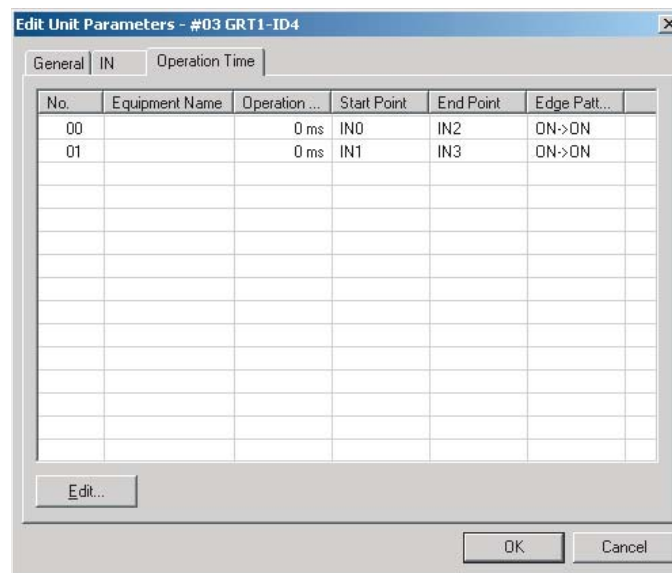 Edit Unit Parameters - #03 GRT1-ID4
General IN Operation Time
No. Equipment Name Operation ... Start Point End Point Edge Patt...
00 0 ms IN0 IN2 ON->ON
01 0 ms IN1 IN3 ON->ON
Edit...
OK Cancel